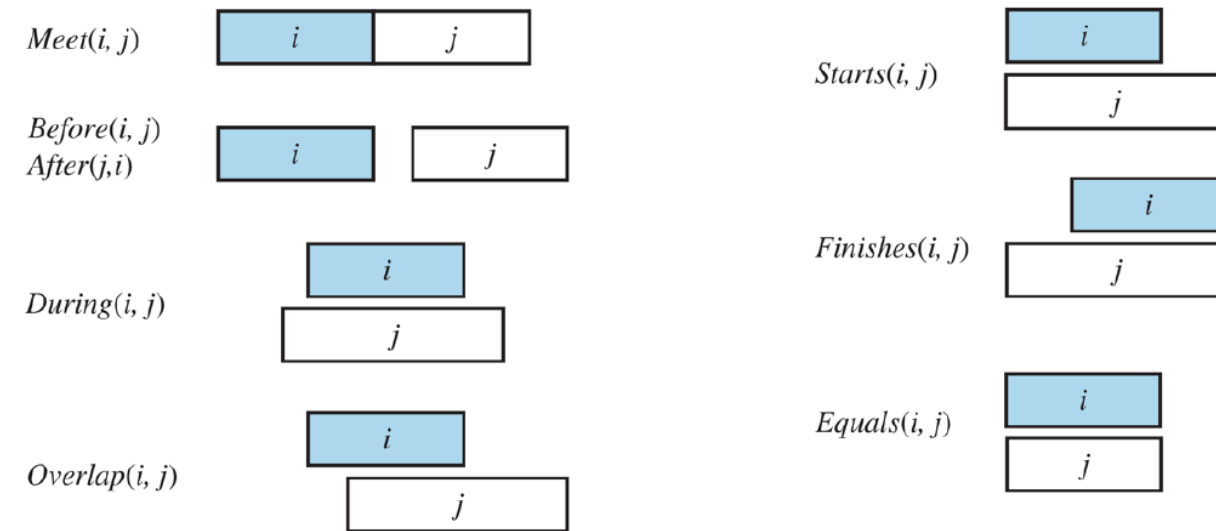 Meet(i, j)
i
j
Before(i, j)
After(j,i)
i
j
During(i, j)
i
j
Overlap(i, j)
i
j
Starts(i, j)
i
j
Finishes(i, j)
i
j
Equals(i, j)
i
j